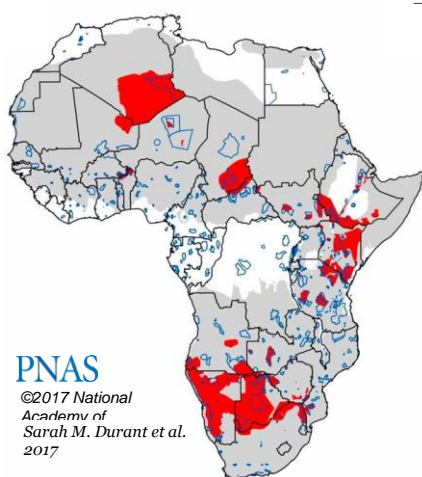 PNAS
©2017 National
Academy of
Sarah M. Durant et al.
2017